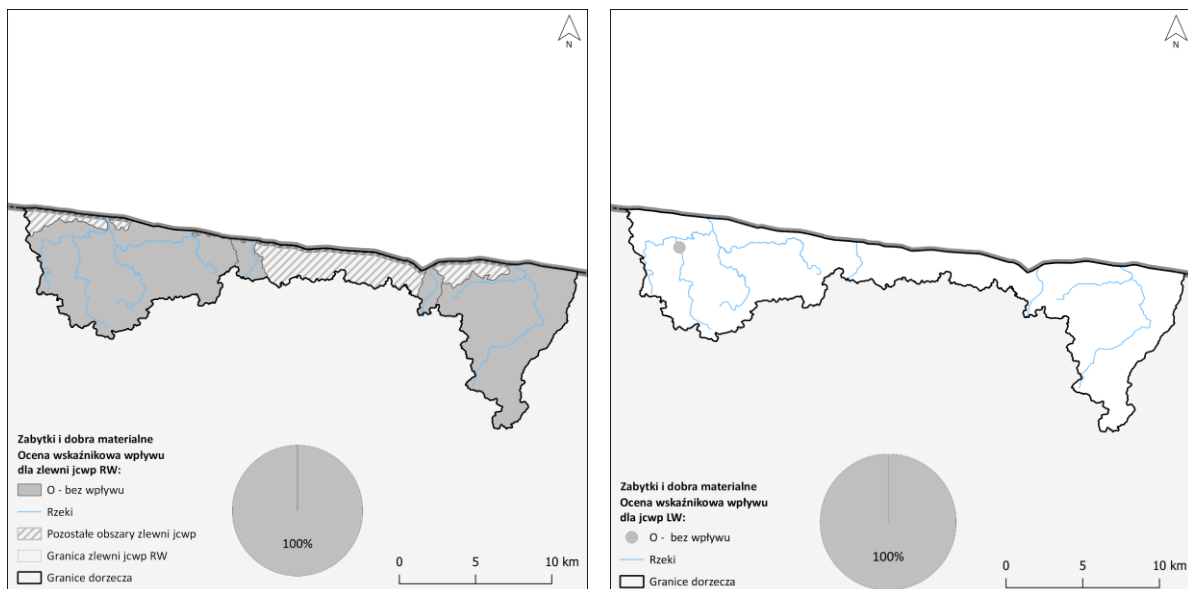 N
Zabytki i dobra materialne
Ocena wskaźnikowa wpływu
dla zlewni jcwp RW:
O - bez wpływu
Rzeki
Pozostałe obszary zlewni jcwp
Granica zlewni jcwp RW
Granice dorzecza
100%
0 5 10 km
N
Zabytki i dobra materialne
Ocena wskaźnikowa wpływu
dla jcwp LW:
O - bez wpływu
Rzeki
Granice dorzecza
100%
0 5 10 km